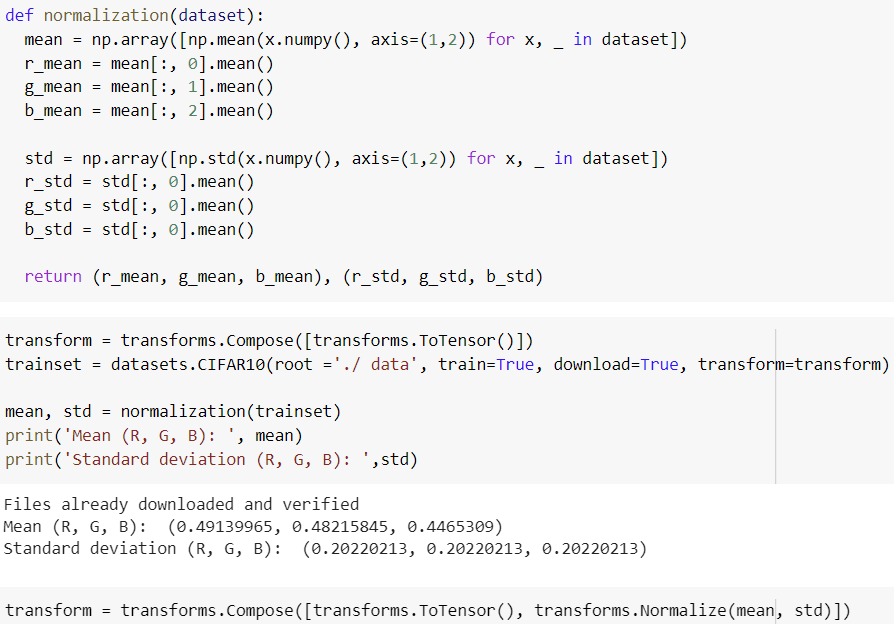 def normalization(dataset):
  mean = np.array([np.mean(x.numpy(), axis=(1,2)) for x, _ in dataset])
  r_mean = mean[:, 0].mean()
  g_mean = mean[:, 1].mean()
  b_mean = mean[:, 2].mean()
  std = np.array([np.std(x.numpy(), axis=(1,2)) for x, _ in dataset])
  r_std = std[:, 0].mean()
  g_std = std[:, 0].mean()
  b_std = std[:, 0].mean()
  return (r_mean, g_mean, b_mean), (r_std, g_std, b_std)
transform = transforms.Compose([transforms.ToTensor()])
trainset = datasets.CIFAR10(root ='./ data', train=True, download=True, transform=transform)
mean, std = normalization(trainset)
print('Mean (R, G, B): ', mean)
print('Standard deviation (R, G, B): ',std)
Files already downloaded and verified
Mean (R, G, B):  (0.49139965, 0.48215845, 0.4465309)
Standard deviation (R, G, B):  (0.20220213, 0.20220213, 0.20220213)
transform = transforms.Compose([transforms.ToTensor(), transforms.Normalize(mean, std)])